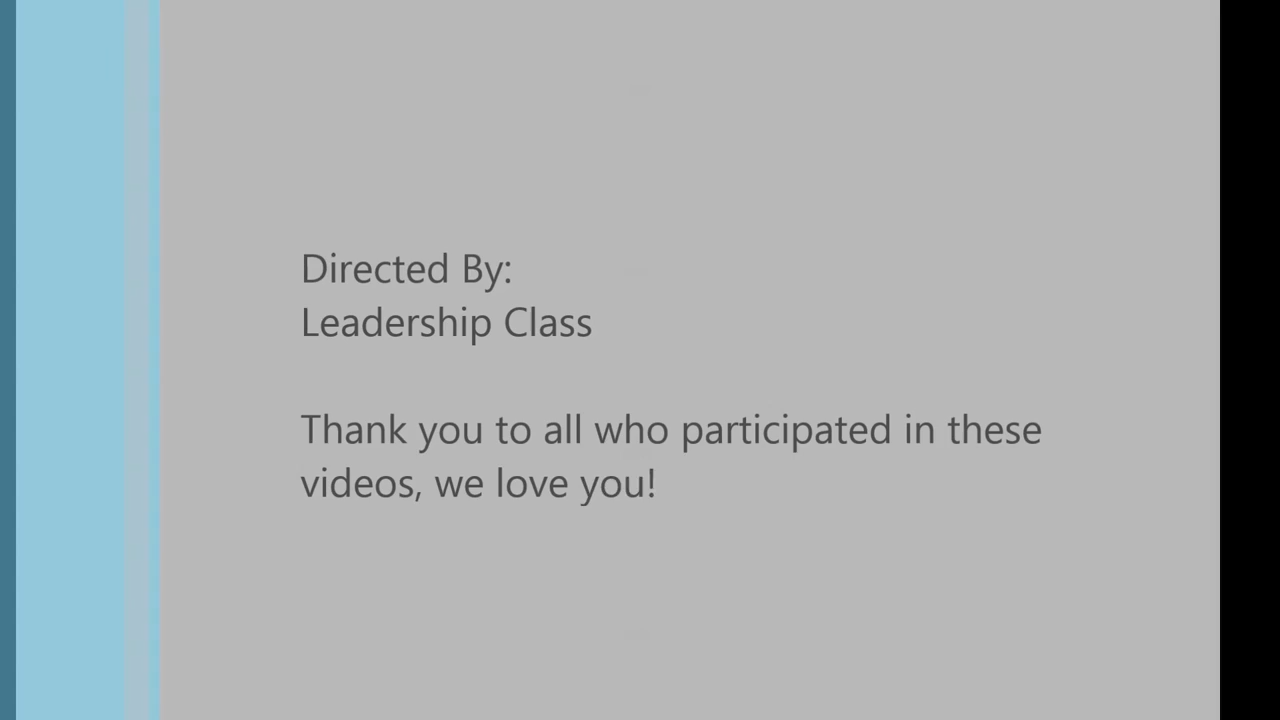 Directed By:
Leadership Class
Thank you to all who participated in these
videos, we love you!